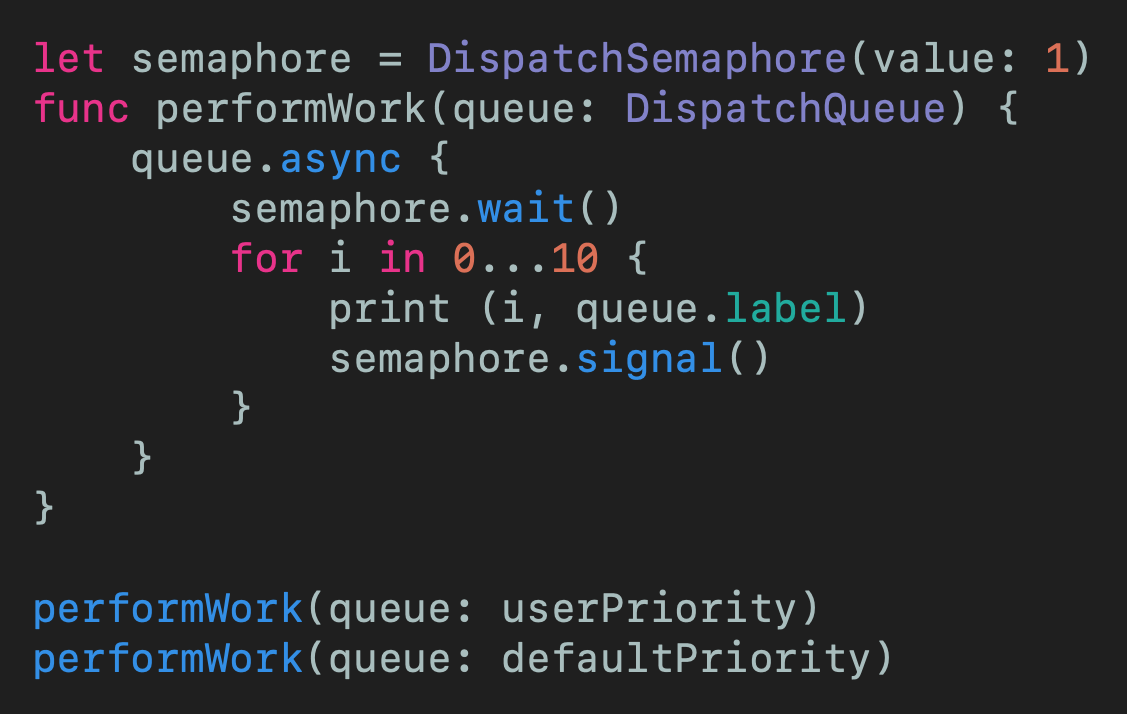 let semaphore = DispatchSemaphore(value: 1)
func performWork(queue: DispatchQueue) {
    queue.async {
        semaphore.wait()
        for i in 0...10 {
            print (i, queue.label)
            semaphore.signal()
        }
    }
}

performWork(queue: userPriority)
performWork(queue: defaultPriority)